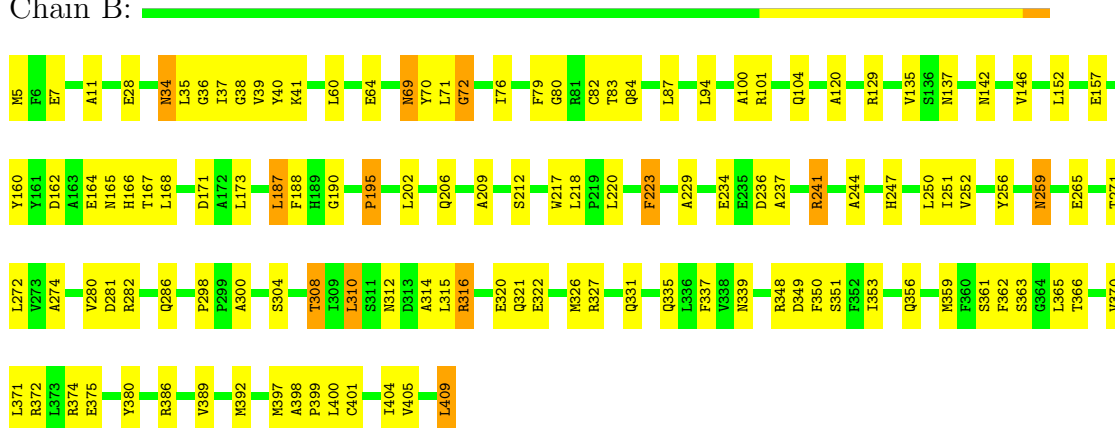 Chain B:
M5 F6 E7 A11 E28 N34 L35 G36 I37 G38 V39 Y40 K41 L60 E64 N69 Y70 L71 G72 I76 F79 G80 R81 C82 T83 Q84 L87 L94 A100 R101 Q104 A120 R129 V135 S136 N137 N142 V146 L152 E157
Y160 Y161 D162 A163 E164 N165 H166 T167 L168 D171 A172 L173 L187 F188 H189 G190 P195 L202 Q206 A209 S212 W217 L218 P219 L220 F223 A229 E234 E235 D236 A237 R241 A244 H247 L250 I251 V252 Y256 N259 E265 T271
L272 V273 A274 V280 D281 R282 Q286 P298 P299 A300 S304 T308 I309 L310 S311 N312 D313 A314 L315 R316 E320 Q321 E322 M326 R327 Q331 Q335 L336 F337 V338 N339 R348 D349 F350 S351 F352 I353 Q356 M359 F360 S361 F362 S363 G364 L365 T366
L371 R372 L373 R374 E375 Y380 R386 V389 M392 M397 A398 P399 L400 C401 I404 V405 L409